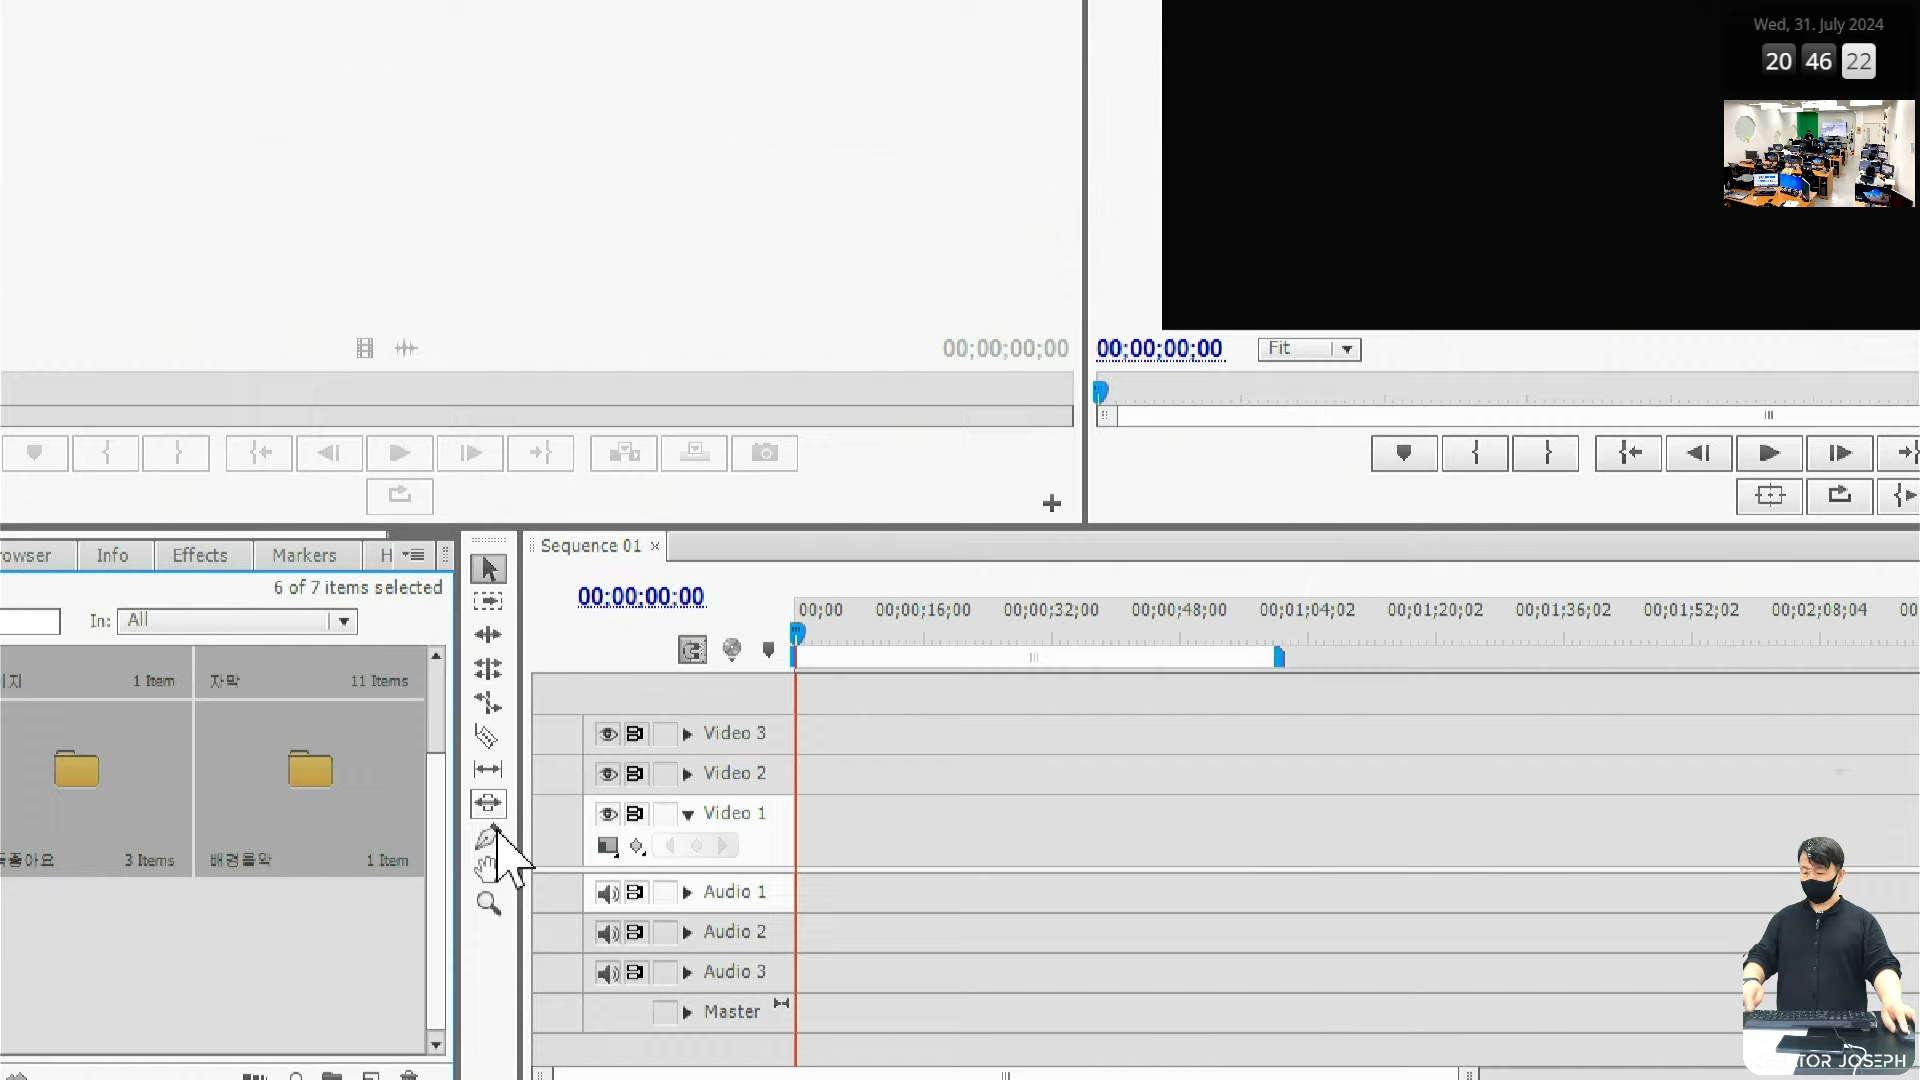 Wed, 31. July 2024
20 46 22
00;00;00;00
00;00;00;00
Fit
Info
Effects
Markers
H
6 of 7 items selected
In: All
1 Item
자막
11 Items
3 Items
배경음악
1 Item
Sequence 01
00;00;00;00
00;00
00;00;16;00
00;00;32;00
00;00;48;00
00;01;04;02
00;01;20;02
00;01;36;02
00;01;52;02
00;02;08;04
00
Video 3
Video 2
Video 1
Audio 1
Audio 2
Audio 3
Master
JOSEPH